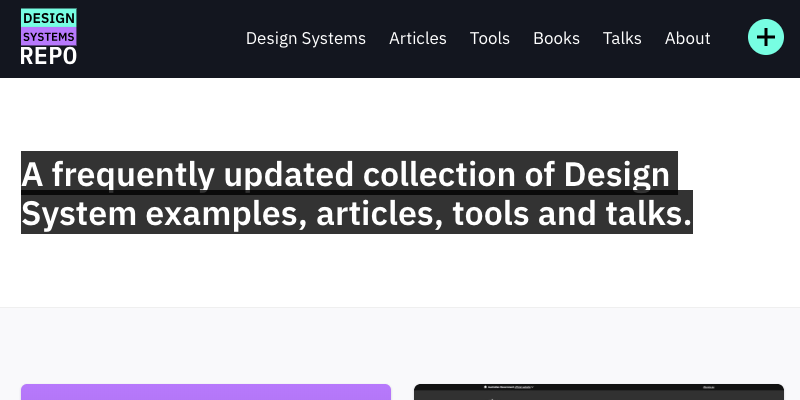 DESIGN
SYSTEMS
REPO
Design Systems Articles Tools Books Talks About
A frequently updated collection of Design
System examples, articles, tools and talks.